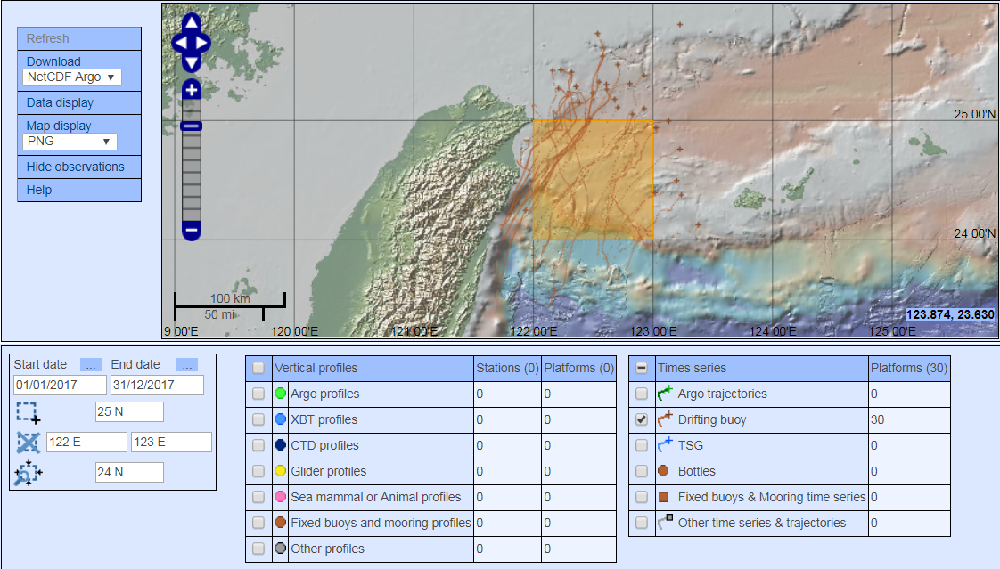 Refresh
Download
NetCDF Argo ▼
Data display
Map display
PNG ▼
Hide observations
Help
25 00'N
24 00'N
100 km
50 mi
123.874, 23.630
9 00'E
120 00'E
121 00'E
122 00'E
123 00'E
124 00'E
125 00'E
Start date ... End date ...
01/01/2017 31/12/2017
25 N
122 E 123 E
24 N
Vertical profiles Stations (0) Platforms (0)
Argo profiles 0 0
XBT profiles 0 0
CTD profiles 0 0
Glider profiles 0 0
Sea mammal or Animal profiles 0 0
Fixed buoys and mooring profiles 0 0
Other profiles 0 0
Times series Platforms (30)
Argo trajectories 0
Drifting buoy 30
TSG 0
Bottles 0
Fixed buoys & Mooring time series 0
Other time series & trajectories 0